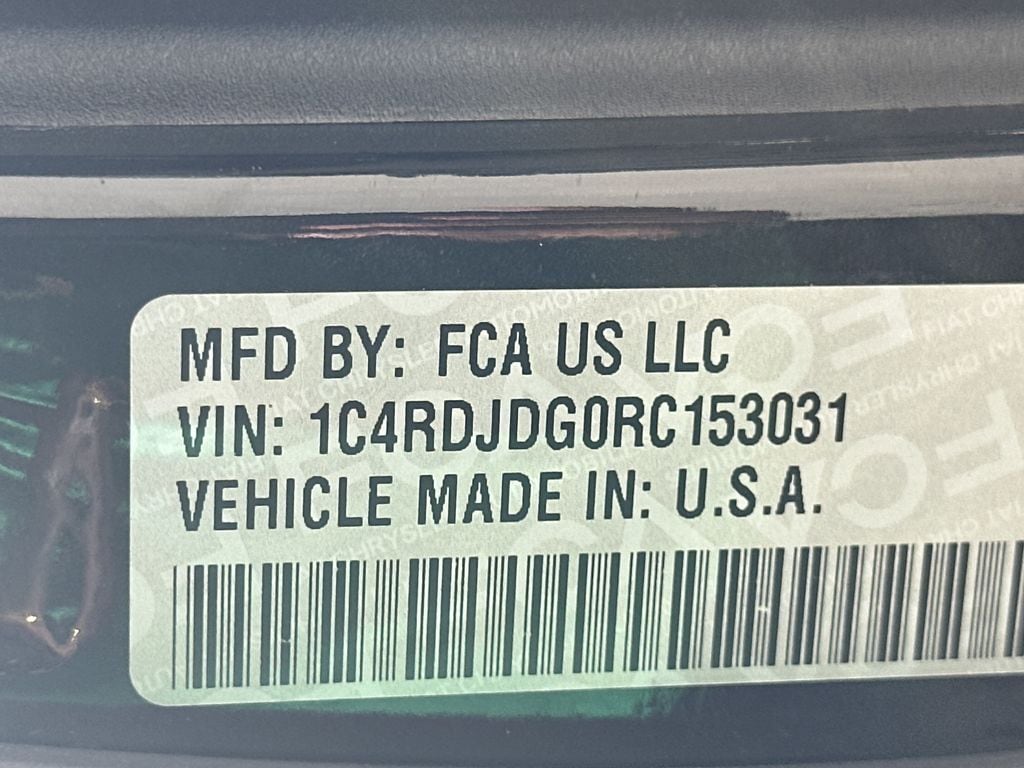 MFD BY: FCA US LLC
VIN: 1C4RDJDG0RC153031
VEHICLE MADE IN: U.S.A.